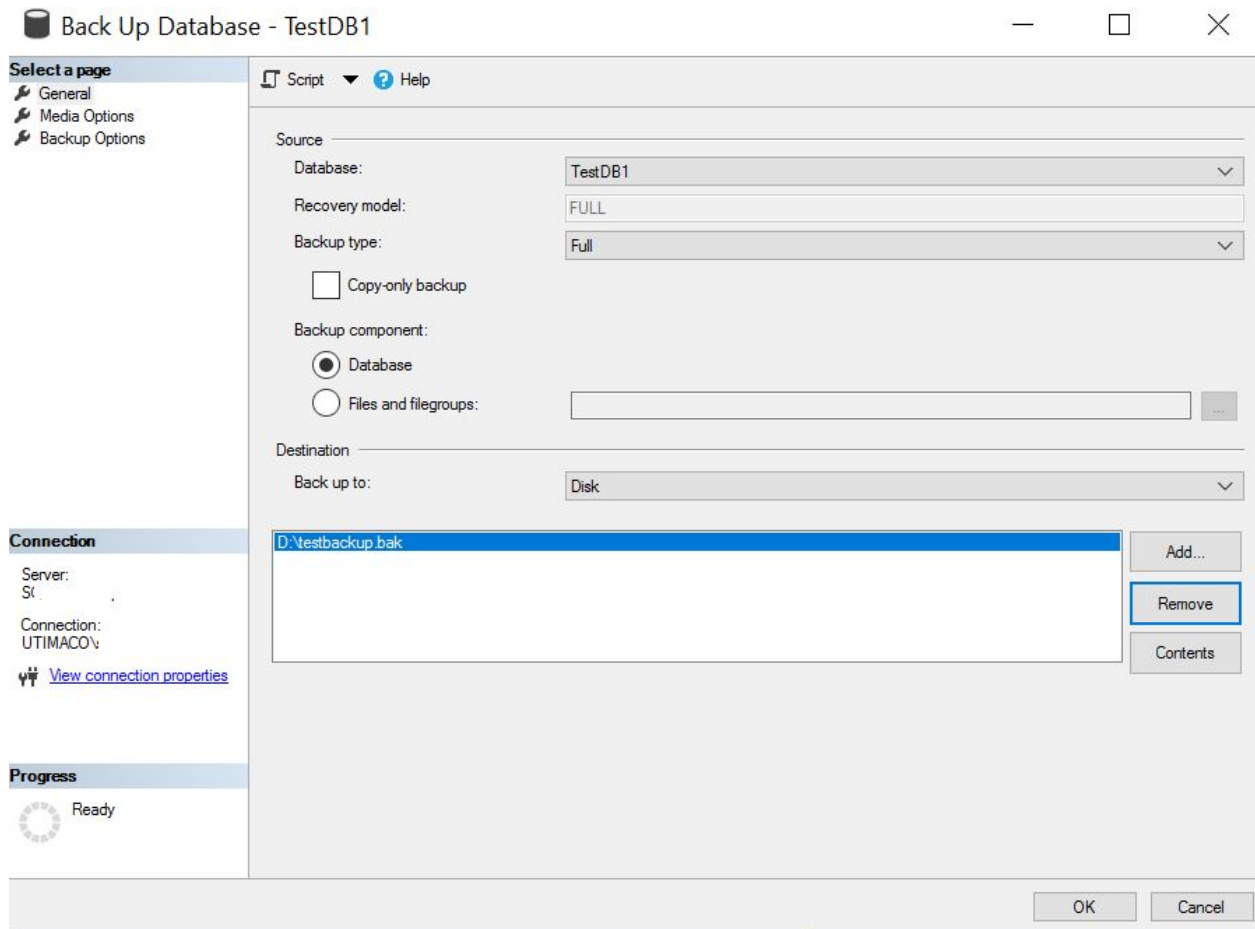 Back Up Database - TestDB1
Select a page
General
Media Options
Backup Options
Script
Help
Source
Database:
TestDB1
Recovery model:
FULL
Backup type:
Full
Copy-only backup
Backup component:
Database
Files and filegroups:
...
Destination
Back up to:
Disk
D:\testbackup.bak
Add...
Remove
Contents
Connection
Server:
Connection:
UTIMACO\
View connection properties
Progress
Ready
OK
Cancel